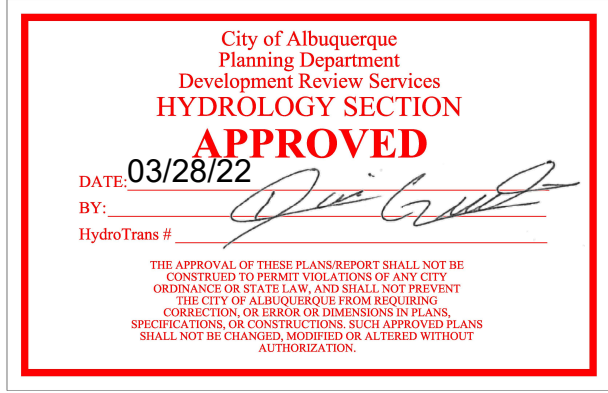 City of Albuquerque
Planning Department
Development Review Services
HYDROLOGY SECTION
APPROVED
DATE: 03/28/22
BY:
HydroTrans #
THE APPROVAL OF THESE PLANS/REPORT SHALL NOT BE
CONSTRUED TO PERMIT VIOLATIONS OF ANY CITY
ORDINANCE OR STATE LAW, AND SHALL NOT PREVENT
THE CITY OF ALBUQUERQUE FROM REQUIRING
CORRECTION, OR ERROR OR DIMENSIONS IN PLANS,
SPECIFICATIONS, OR CONSTRUCTIONS. SUCH APPROVED PLANS
SHALL NOT BE CHANGED, MODIFIED OR ALTERED WITHOUT
AUTHORIZATION.